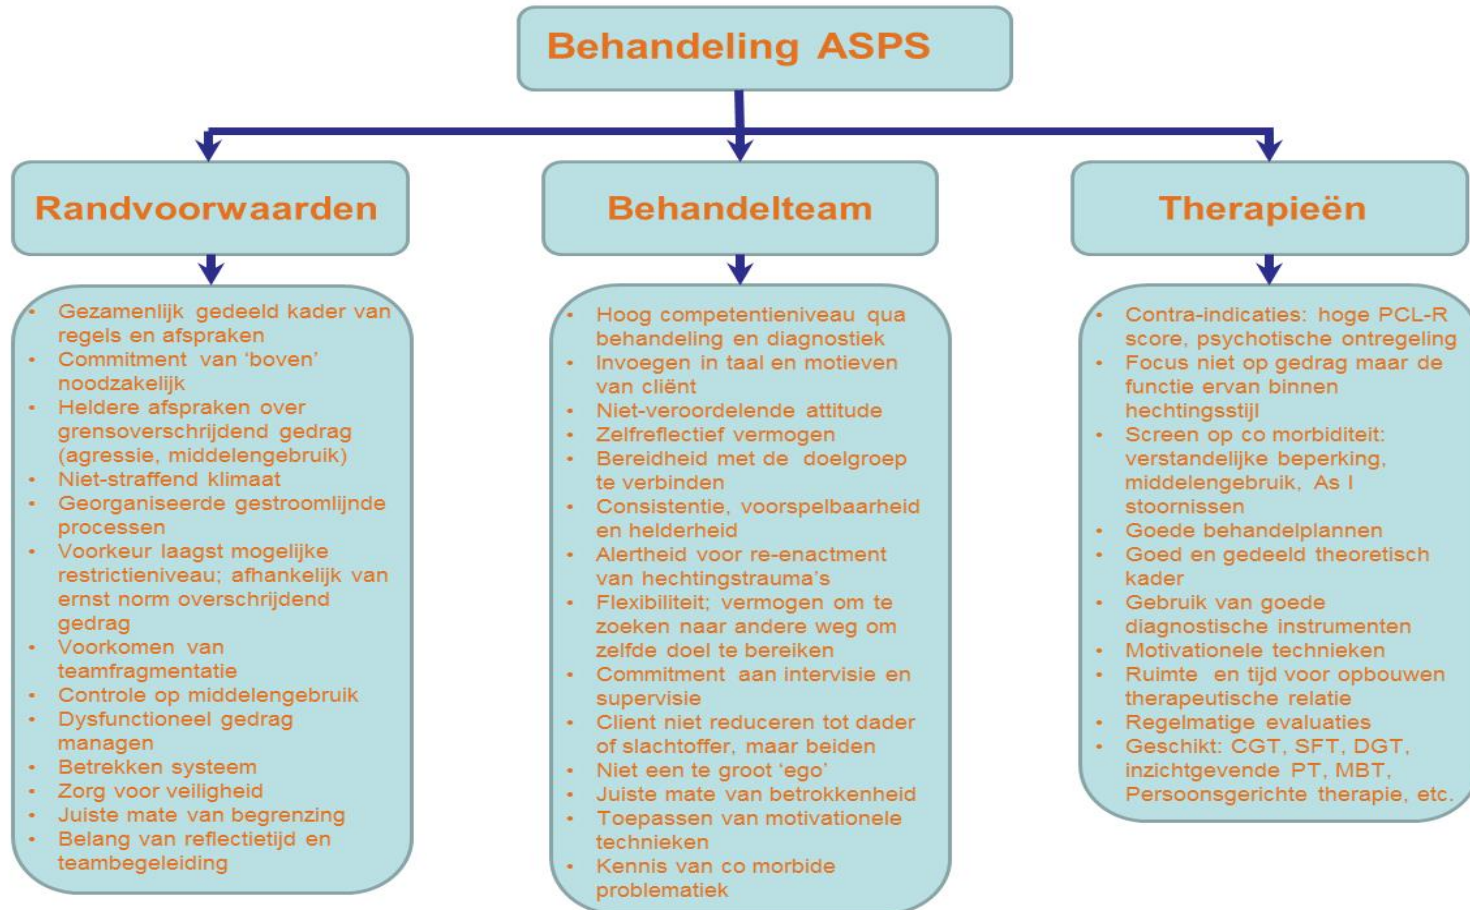 Behandeling ASPS
Randvoorwaarden
• Gezamenlijk gedeeld kader van
regels en afspraken
• Commitment van ‘boven’
noodzakelijk
• Heldere afspraken over
grensoverschrijdend gedrag
(agressie, middelengebruik)
• Niet-straffend klimaat
• Georganiseerde gestroomlijnde
processen
• Voorkeur laagst mogelijke
restrictieniveau; afhankelijk van
ernst norm overschrijdend
gedrag
• Voorkomen van
teamfragmentatie
• Controle op middelengebruik
• Dysfunctioneel gedrag
managen
• Betrekken systeem
• Zorg voor veiligheid
• Juiste mate van begrenzing
• Belang van reflectietijd en
teambegeleiding
Behandelteam
• Hoog competentieniveau qua
behandeling en diagnostiek
• Invoegen in taal en motieven
van cliënt
• Niet-veroordelende attitude
• Zelfreflectief vermogen
• Bereidheid met de doelgroep
te verbinden
• Consistentie, voorspelbaarheid
en helderheid
• Alertheid voor re-enactment
van hechtingstrauma’s
• Flexibiliteit; vermogen om te
zoeken naar andere weg om
zelfde doel te bereiken
• Commitment aan intervisie en
supervisie
• Client niet reduceren tot dader
of slachtoffer, maar beiden
• Niet een te groot ‘ego’
• Juiste mate van betrokkenheid
• Toepassen van motivationele
technieken
• Kennis van co morbide
problematiek
Therapieën
• Contra-indicaties: hoge PCL-R
score, psychotische ontregeling
• Focus niet op gedrag maar de
functie ervan binnen
hechtingsstijl
• Screen op co morbiditeit:
verstandelijke beperking,
middelengebruik, As I
stoornissen
• Goede behandelplannen
• Goed en gedeeld theoretisch
kader
• Gebruik van goede
diagnostische instrumenten
• Motivationele technieken
• Ruimte en tijd voor opbouwen
therapeutische relatie
• Regelmatige evaluaties
• Geschikt: CGT, SFT, DGT,
inzichtgevende PT, MBT,
Persoonsgerichte therapie, etc.